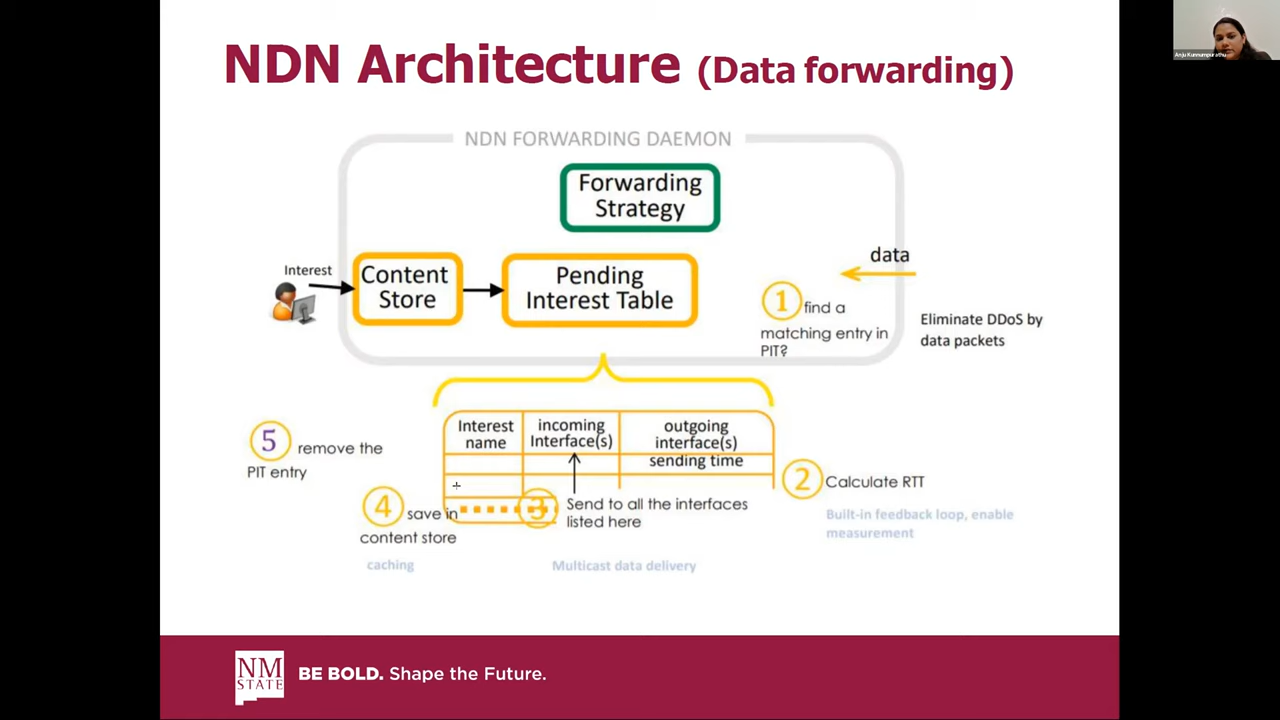 NDN Architecture (Data forwarding)
Anju Kunnampurathu
NDN FORWARDING DAEMON
Forwarding
Strategy
data
Interest
Content
Store
Pending
Interest Table
1 find a
matching entry in
PIT?
Eliminate DDoS by
data packets
Interest
name
incoming
Interface(s)
outgoing
interface(s)
sending time
5 remove the
PIT entry
2 Calculate RTT
Built-in feedback loop, enable
measurement
3 Send to all the interfaces
listed here
Multicast data delivery
4 save in
content store
caching
NM
STATE
BE BOLD. Shape the Future.